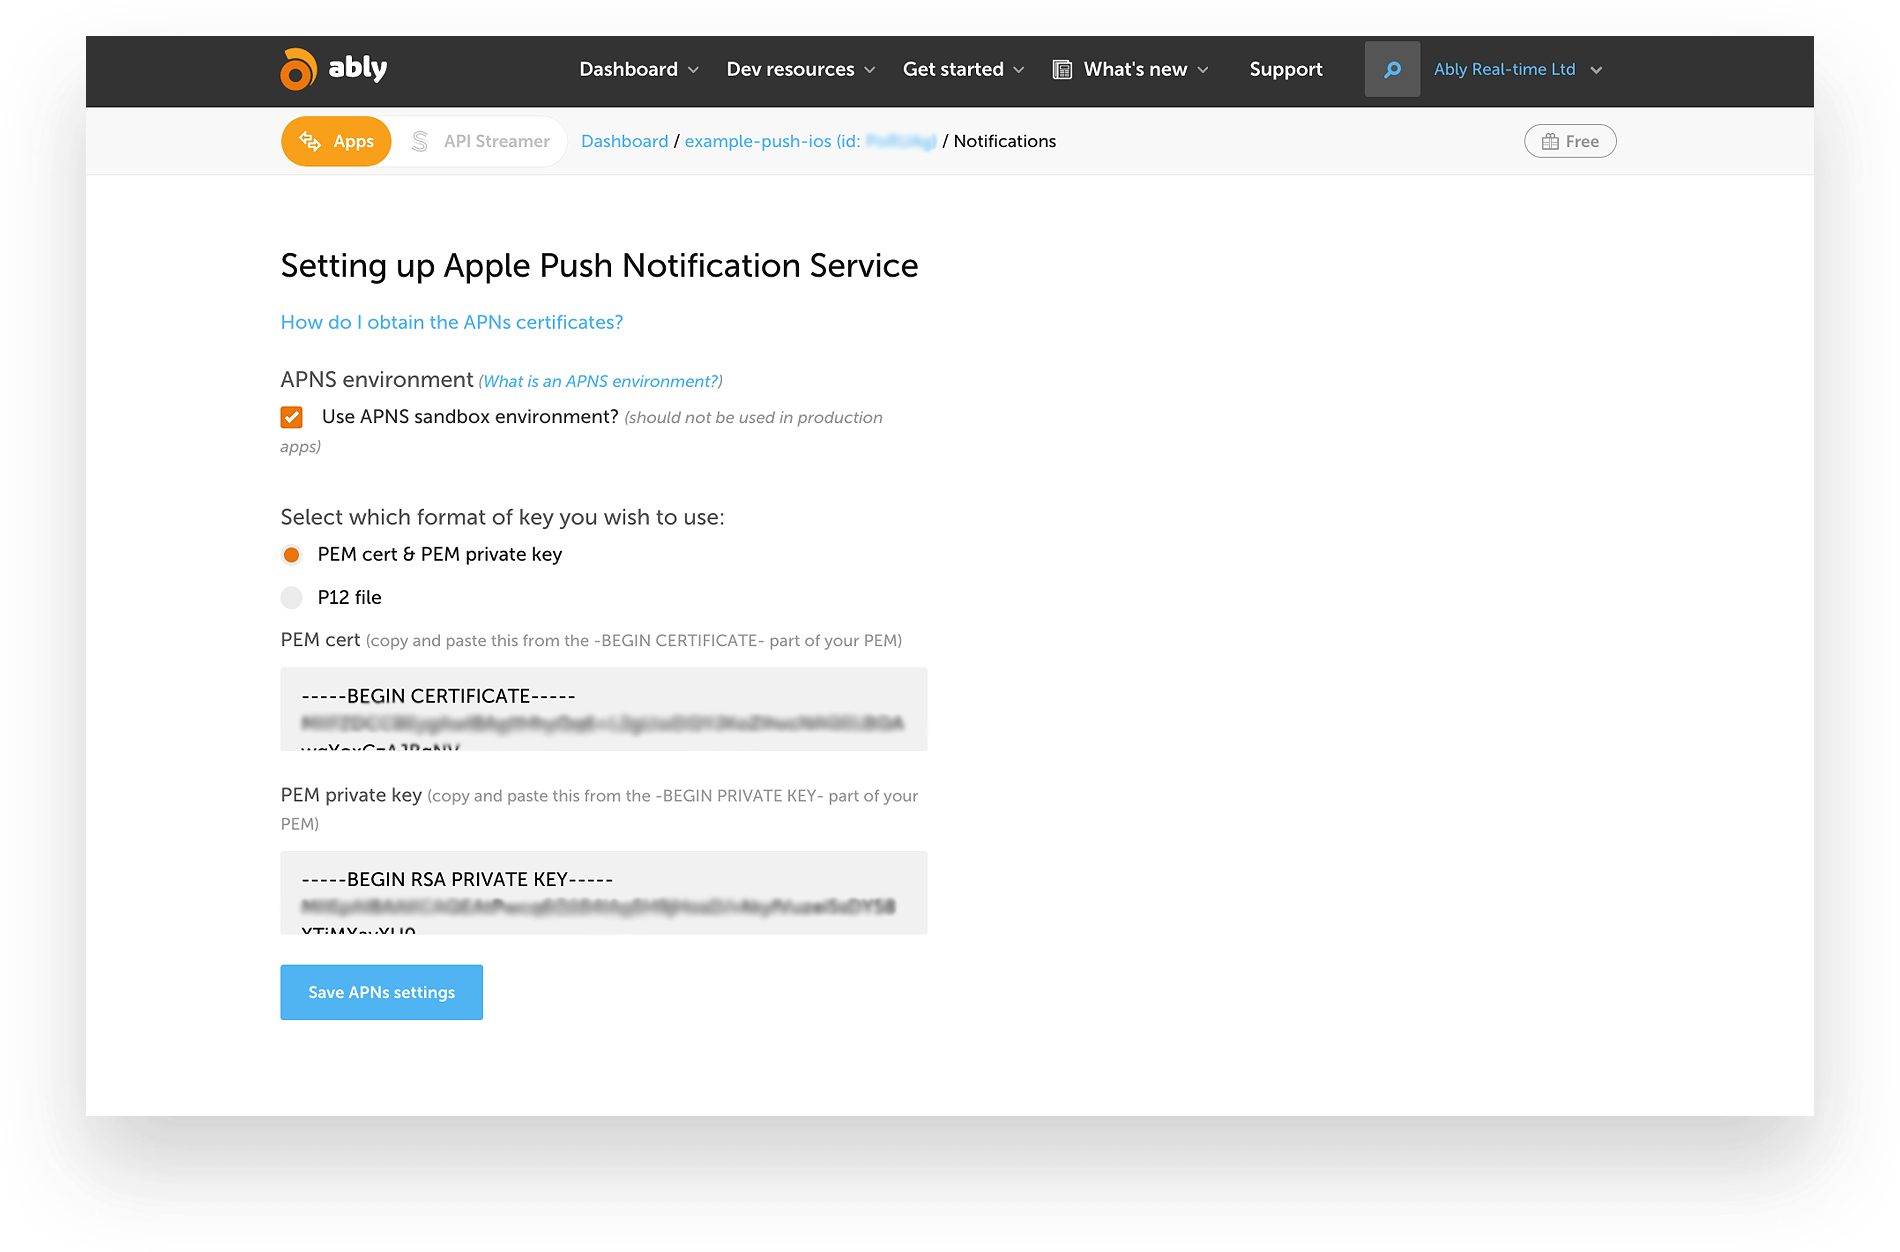 ably
Dashboard Dev resources Get started What's new Support Ably Real-time Ltd
Apps API Streamer Dashboard / example-push-ios (id: ) / Notifications Free
Setting up Apple Push Notification Service
How do I obtain the APNs certificates?
APNS environment (What is an APNS environment?)
Use APNS sandbox environment? (should not be used in production
apps)
Select which format of key you wish to use:
PEM cert & PEM private key
P12 file
PEM cert (copy and paste this from the -BEGIN CERTIFICATE- part of your PEM)
-----BEGIN CERTIFICATE-----
PEM private key (copy and paste this from the -BEGIN PRIVATE KEY- part of your
PEM)
-----BEGIN RSA PRIVATE KEY-----
Save APNs settings